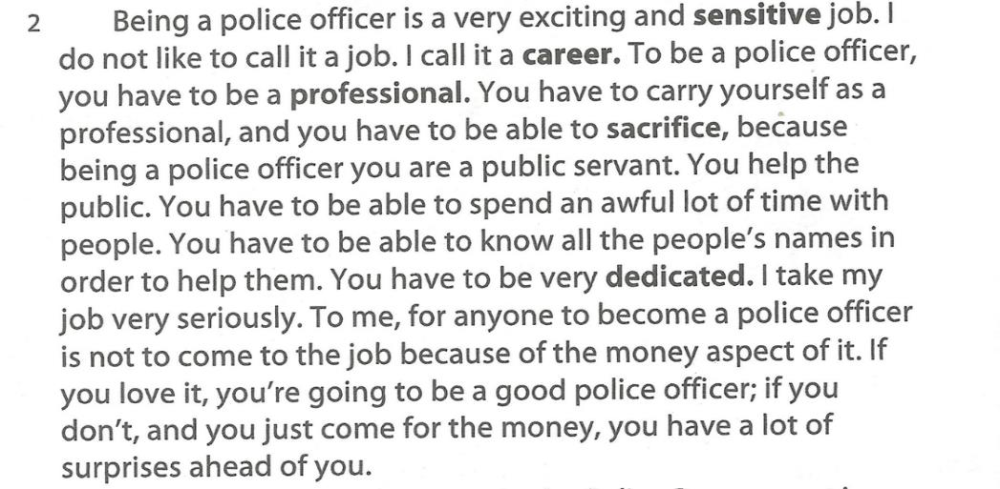 2 Being a police officer is a very exciting and sensitive job. I
do not like to call it a job. I call it a career. To be a police officer,
you have to be a professional. You have to carry yourself as a
professional, and you have to be able to sacrifice, because
being a police officer you are a public servant. You help the
public. You have to be able to spend an awful lot of time with
people. You have to be able to know all the people's names in
order to help them. You have to be very dedicated. I take my
job very seriously. To me, for anyone to become a police officer
is not to come to the job because of the money aspect of it. If
you love it, you're going to be a good police officer; if you
don't, and you just come for the money, you have a lot of
surprises ahead of you.